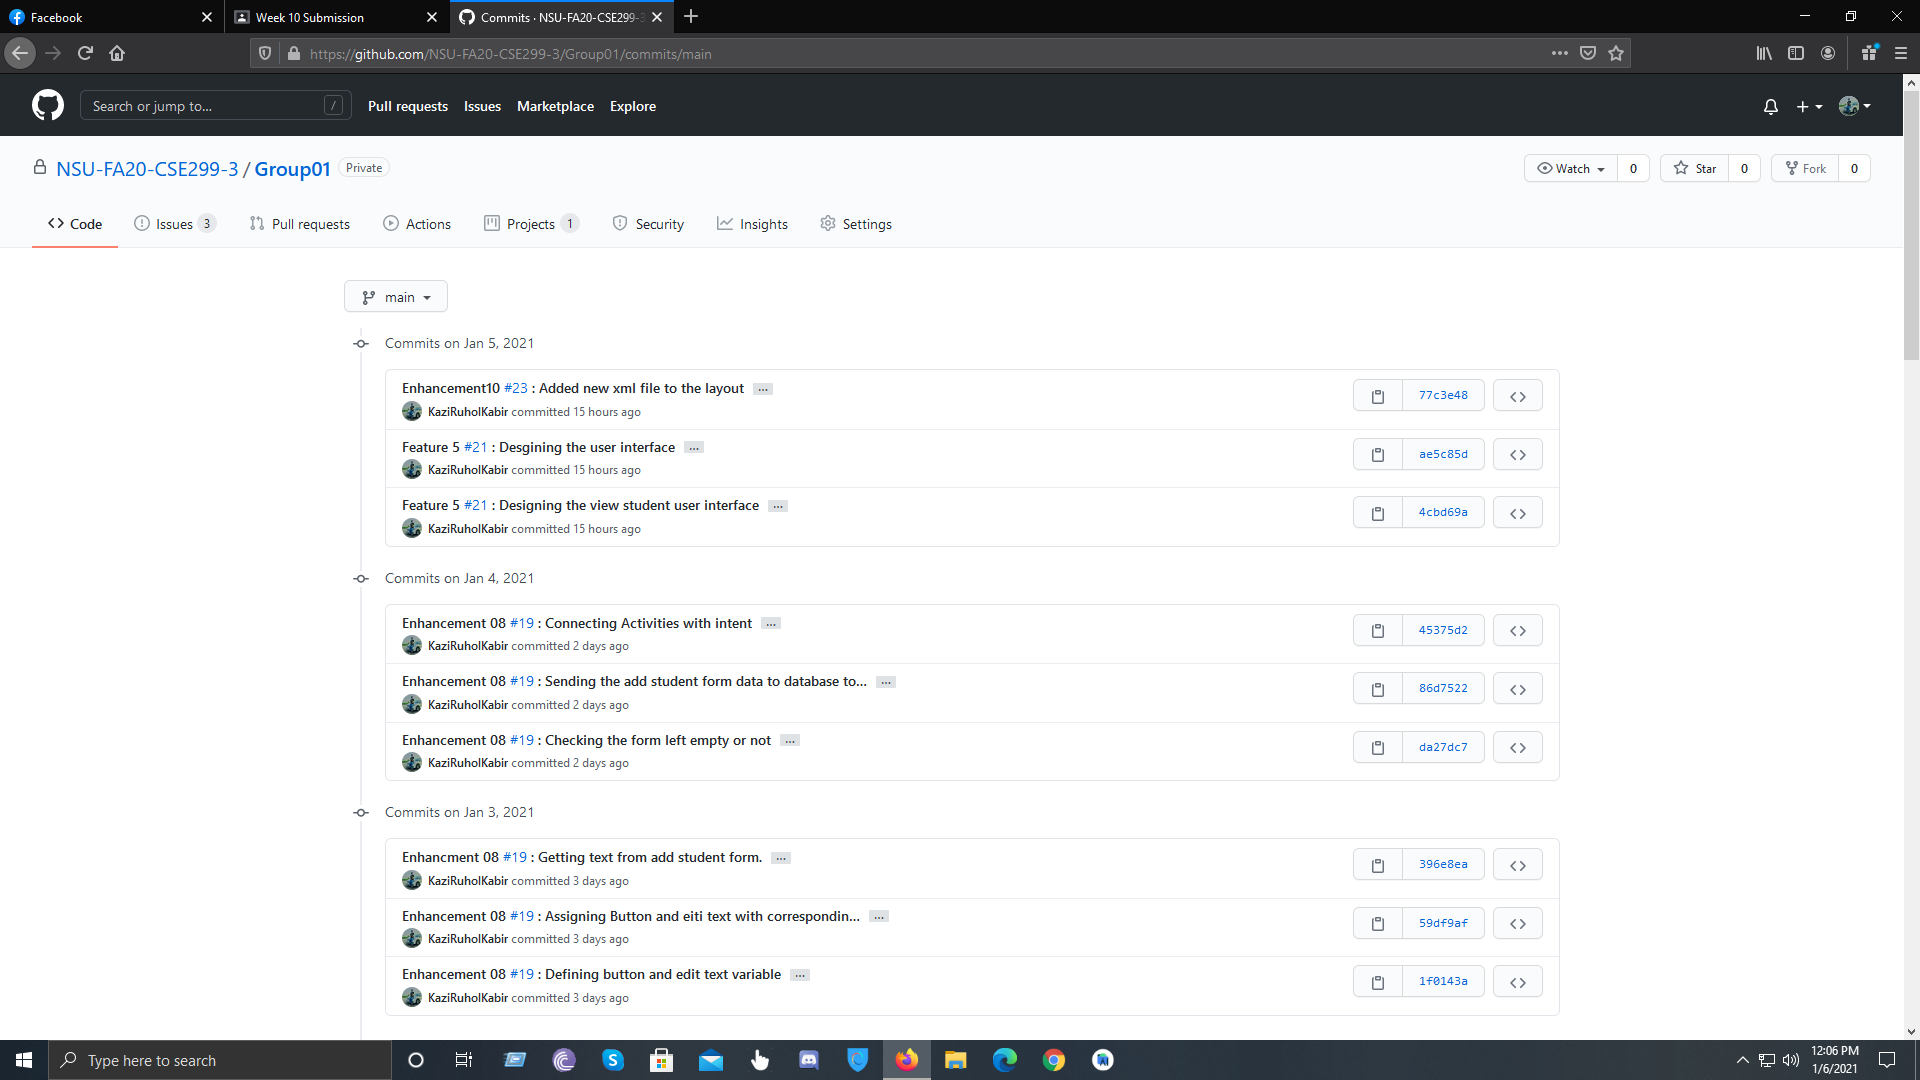 Facebook
Week 10 Submission
Commits · NSU-FA20-CSE299-3
https://github.com/NSU-FA20-CSE299-3/Group01/commits/main
Search or jump to... /
Pull requests Issues Marketplace Explore
NSU-FA20-CSE299-3 / Group01 Private
Watch 0 Star 0 Fork 0
Code Issues 3 Pull requests Actions Projects 1 Security Insights Settings
main
Commits on Jan 5, 2021
Enhancement10 #23 : Added new xml file to the layout ...
KaziRuholKabir committed 15 hours ago
77c3e48
Feature 5 #21 : Desgining the user interface ...
KaziRuholKabir committed 15 hours ago
ae5c85d
Feature 5 #21 : Designing the view student user interface ...
KaziRuholKabir committed 15 hours ago
4cbd69a
Commits on Jan 4, 2021
Enhancement 08 #19 : Connecting Activities with intent ...
KaziRuholKabir committed 2 days ago
45375d2
Enhancement 08 #19 : Sending the add student form data to database to... ...
KaziRuholKabir committed 2 days ago
86d7522
Enhancement 08 #19 : Checking the form left empty or not ...
KaziRuholKabir committed 2 days ago
da27dc7
Commits on Jan 3, 2021
Enhancment 08 #19 : Getting text from add student form. ...
KaziRuholKabir committed 3 days ago
396e8ea
Enhancement 08 #19 : Assigning Button and eiti text with correspondin... ...
KaziRuholKabir committed 3 days ago
59df9af
Enhancement 08 #19 : Defining button and edit text variable ...
KaziRuholKabir committed 3 days ago
1f0143a
Type here to search
12:06 PM
1/6/2021